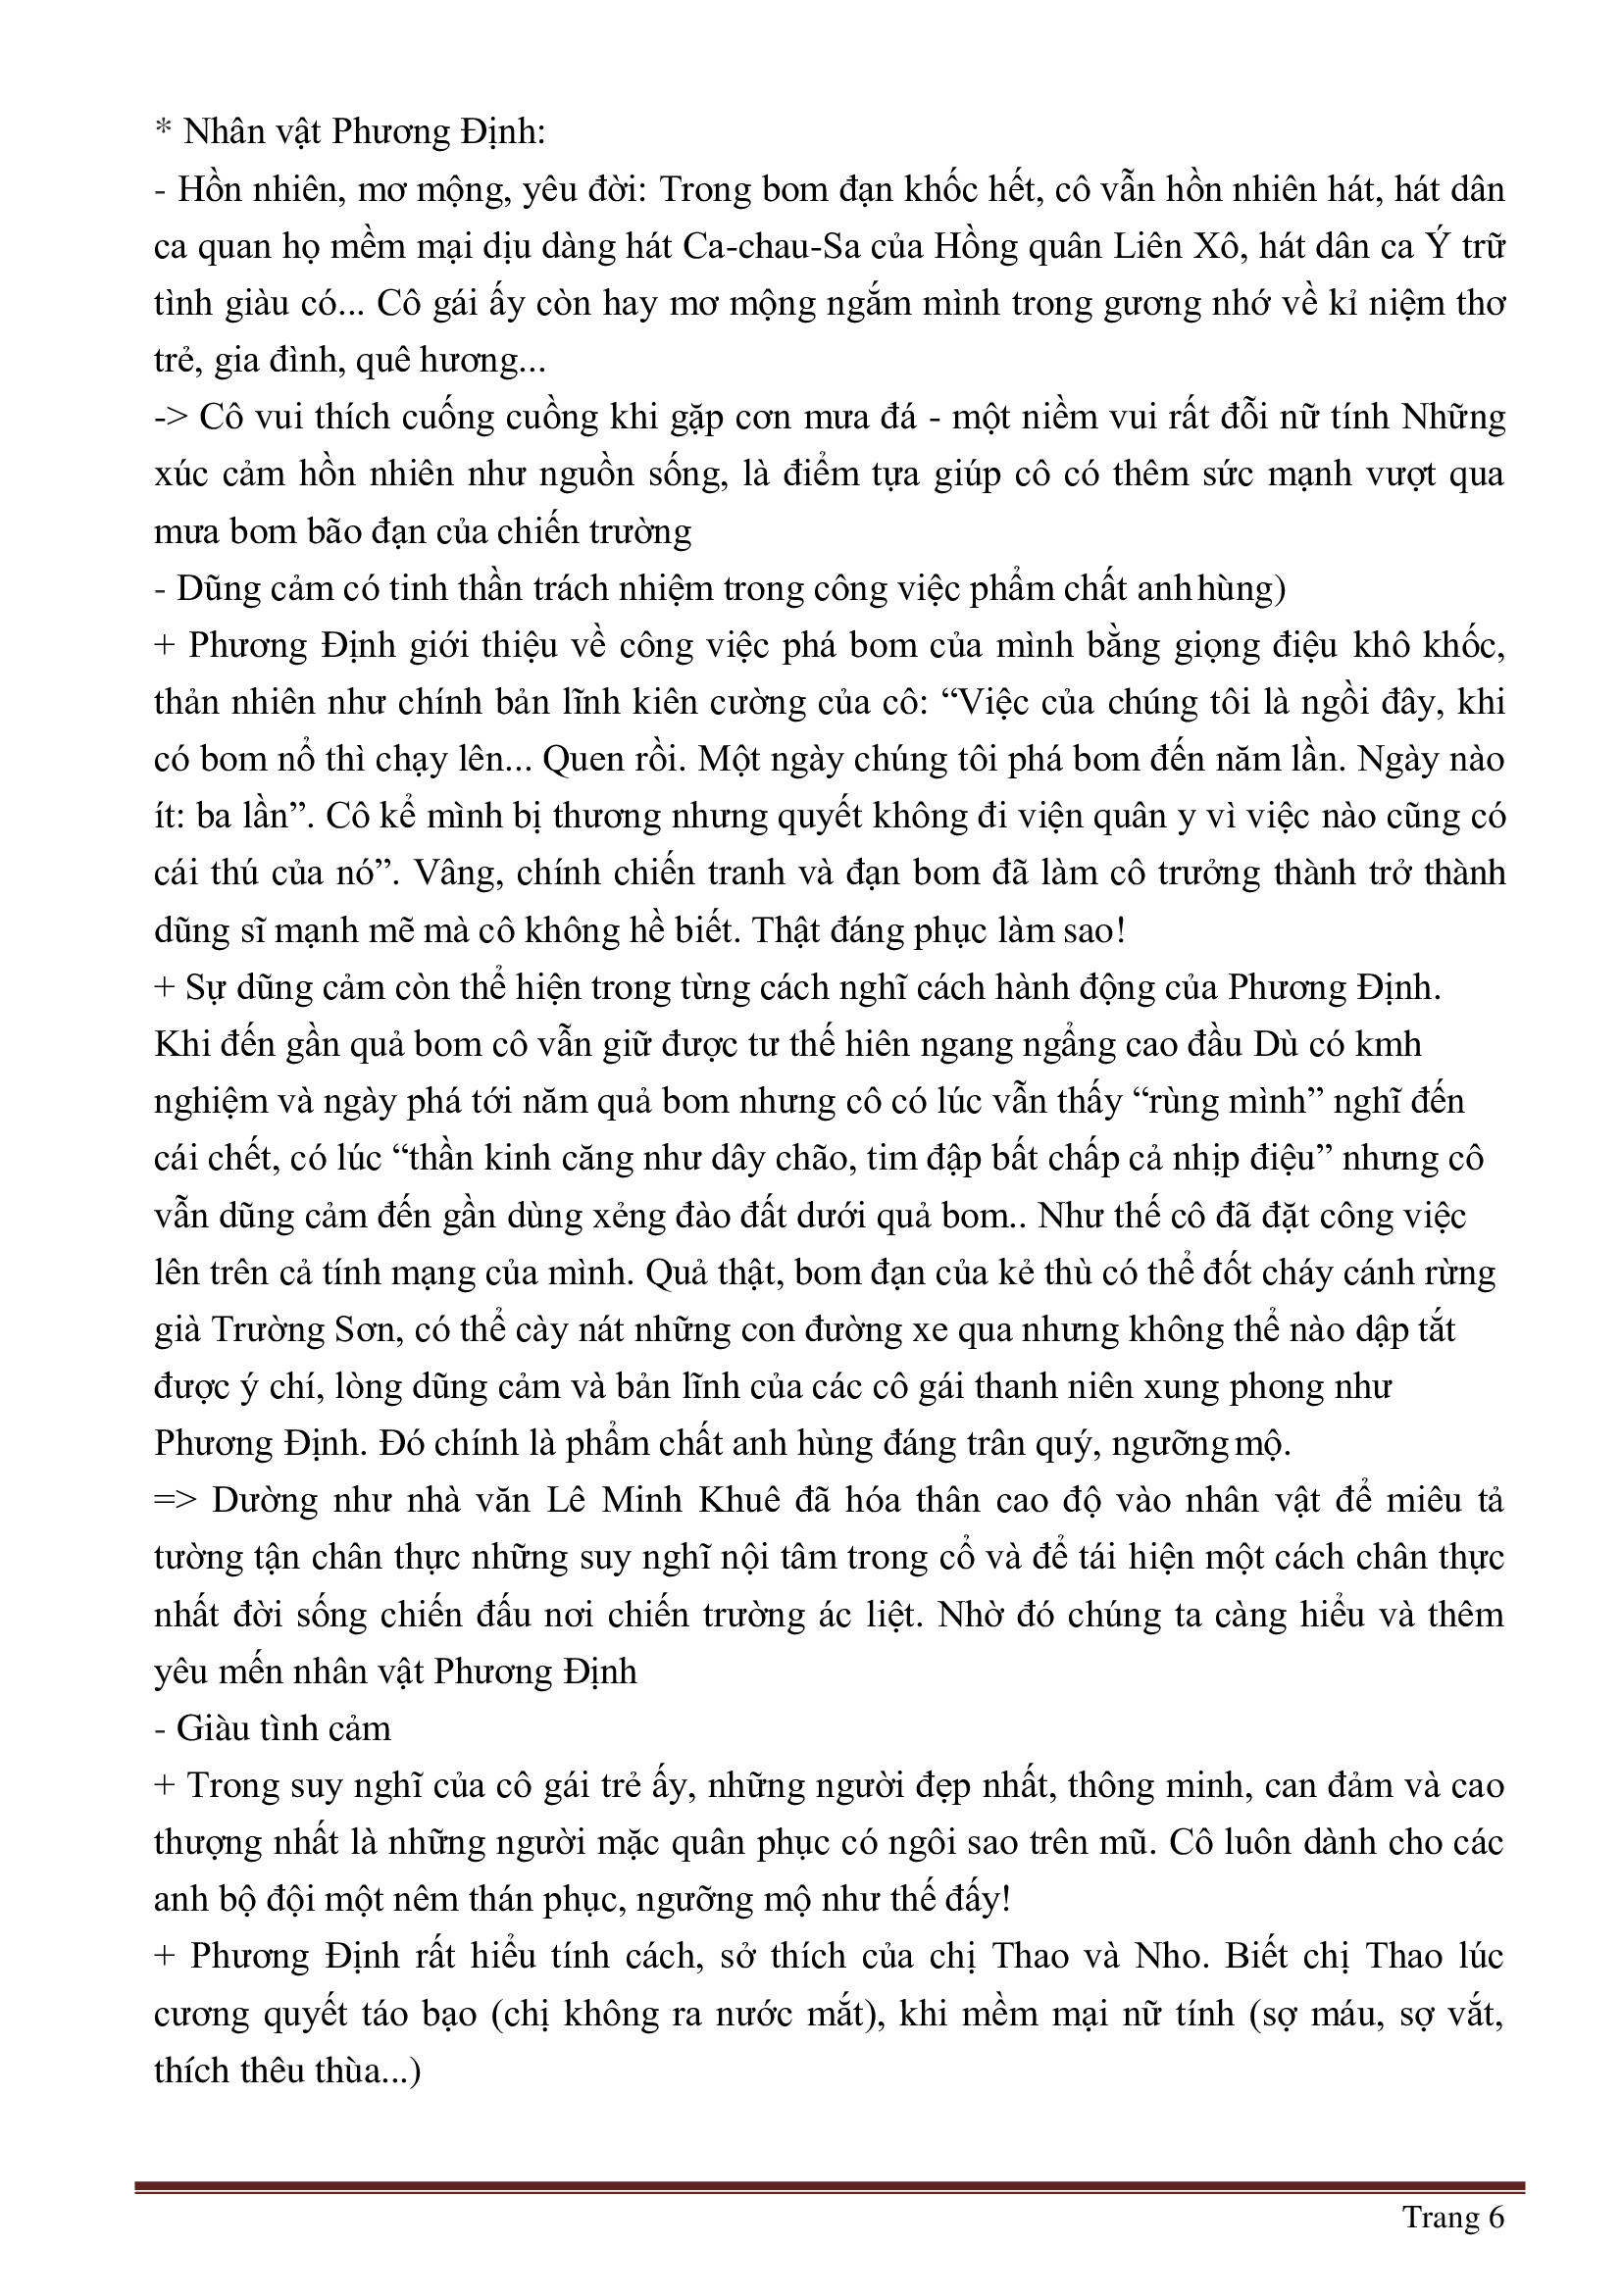 * Nhân vật Phương Định:
- Hồn nhiên, mơ mộng, yêu đời: Trong bom đạn khốc hết, cô vẫn hồn nhiên hát, hát dân
ca quan họ mềm mại dịu dàng hát Ca-chau-Sa của Hồng quân Liên Xô, hát dân ca Ý trữ
tình giàu có... Cô gái ấy còn hay mơ mộng ngắm mình trong gương nhớ về kỉ niệm thơ
trẻ, gia đình, quê hương...
-> Cô vui thích cuống cuồng khi gặp cơn mưa đá - một niềm vui rất đỗi nữ tính Những
xúc cảm hồn nhiên như nguồn sống, là điểm tựa giúp cô có thêm sức mạnh vượt qua
mưa bom bão đạn của chiến trường
- Dũng cảm có tinh thần trách nhiệm trong công việc phẩm chất anh hùng)
+ Phương Định giới thiệu về công việc phá bom của mình bằng giọng điệu khô khốc,
thản nhiên như chính bản lĩnh kiên cường của cô: “Việc của chúng tôi là ngồi đây, khi
có bom nổ thì chạy lên... Quen rồi. Một ngày chúng tôi phá bom đến năm lần. Ngày nào
ít: ba lần”. Cô kể mình bị thương nhưng quyết không đi viện quân y vì việc nào cũng có
cái thú của nó”. Vâng, chính chiến tranh và đạn bom đã làm cô trưởng thành trở thành
dũng sĩ mạnh mẽ mà cô không hề biết. Thật đáng phục làm sao!
+ Sự dũng cảm còn thể hiện trong từng cách nghĩ cách hành động của Phương Định.
Khi đến gần quả bom cô vẫn giữ được tư thế hiên ngang ngẩng cao đầu Dù có kmh
nghiệm và ngày phá tới năm quả bom nhưng cô có lúc vẫn thấy “rùng mình” nghĩ đến
cái chết, có lúc “thần kinh căng như dây chão, tim đập bất chấp cả nhịp điệu” nhưng cô
vẫn dũng cảm đến gần dùng xẻng đào đất dưới quả bom.. Như thế cô đã đặt công việc
lên trên cả tính mạng của mình. Quả thật, bom đạn của kẻ thù có thể đốt cháy cánh rừng
già Trường Sơn, có thể cày nát những con đường xe qua nhưng không thể nào dập tắt
được ý chí, lòng dũng cảm và bản lĩnh của các cô gái thanh niên xung phong như
Phương Định. Đó chính là phẩm chất anh hùng đáng trân quý, ngưỡng mộ.
=> Dường như nhà văn Lê Minh Khuê đã hóa thân cao độ vào nhân vật để miêu tả
tường tận chân thực những suy nghĩ nội tâm trong cổ và để tái hiện một cách chân thực
nhất đời sống chiến đấu nơi chiến trường ác liệt. Nhờ đó chúng ta càng hiểu và thêm
yêu mến nhân vật Phương Định
- Giàu tình cảm
+ Trong suy nghĩ của cô gái trẻ ấy, những người đẹp nhất, thông minh, can đảm và cao
thượng nhất là những người mặc quân phục có ngôi sao trên mũ. Cô luôn dành cho các
anh bộ đội một nêm thán phục, ngưỡng mộ như thế đấy!
+ Phương Định rất hiểu tính cách, sở thích của chị Thao và Nho. Biết chị Thao lúc
cương quyết táo bạo (chị không ra nước mắt), khi mềm mại nữ tính (sợ máu, sợ vắt,
thích thêu thùa...)
Trang 6